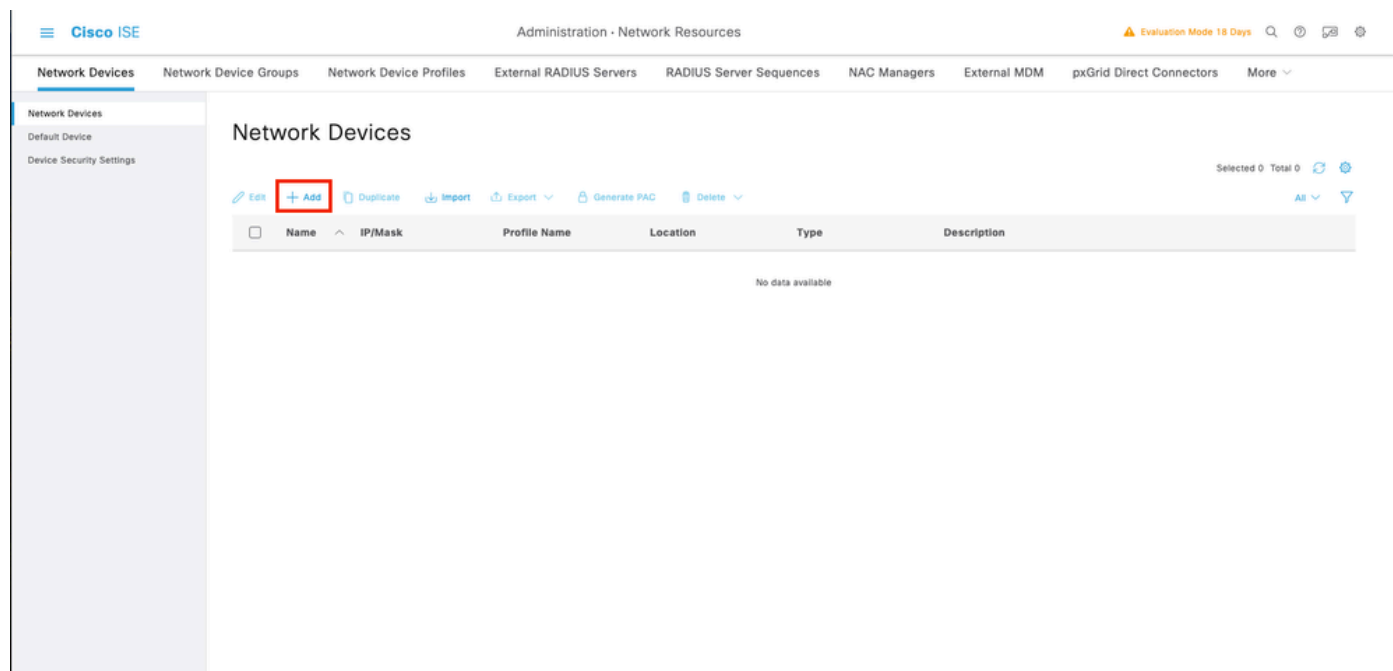 Cisco ISE
Administration · Network Resources
Evaluation Mode 18 Days
Network Devices Network Device Groups Network Device Profiles External RADIUS Servers RADIUS Server Sequences NAC Managers External MDM pxGrid Direct Connectors More
Network Devices
Default Device
Device Security Settings
Network Devices
Selected 0 Total 0
Edit Add Duplicate Import Export Generate PAC Delete All
Name IP/Mask Profile Name Location Type Description
No data available